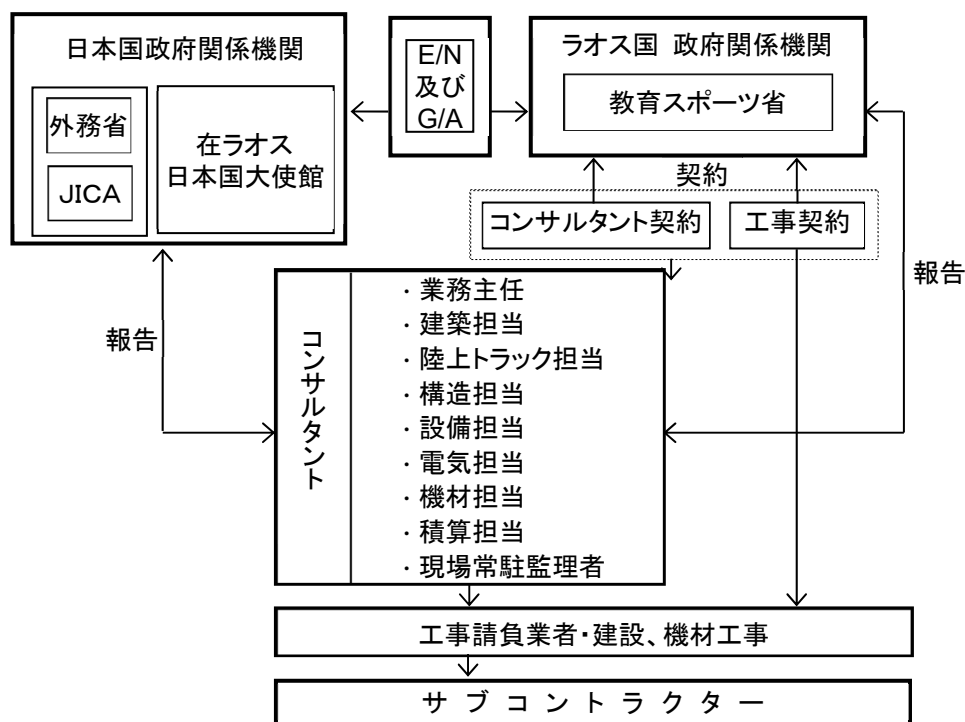 日本国政府関係機関
外務省
JICA
在ラオス
日本国大使館
E/N
及び
G/A
ラオス国 政府関係機関
教育スポーツ省
契約
コンサルタント契約
工事契約
報告
報告
コンサルタント
・業務主任
・建築担当
・陸上トラック担当
・構造担当
・設備担当
・電気担当
・機材担当
・積算担当
・現場常駐監理者
工事請負業者・建設、機材工事
サブコントラクター